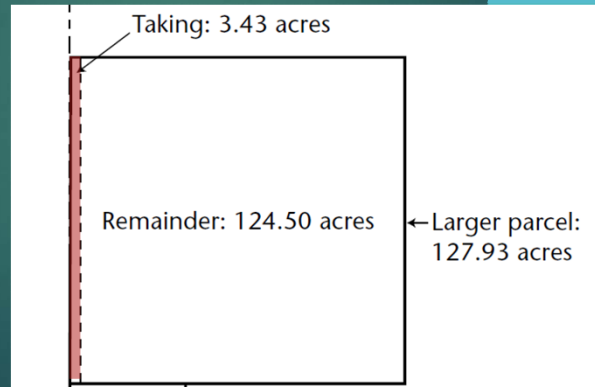 Taking: 3.43 acres
Remainder: 124.50 acres
Larger parcel:
127.93 acres